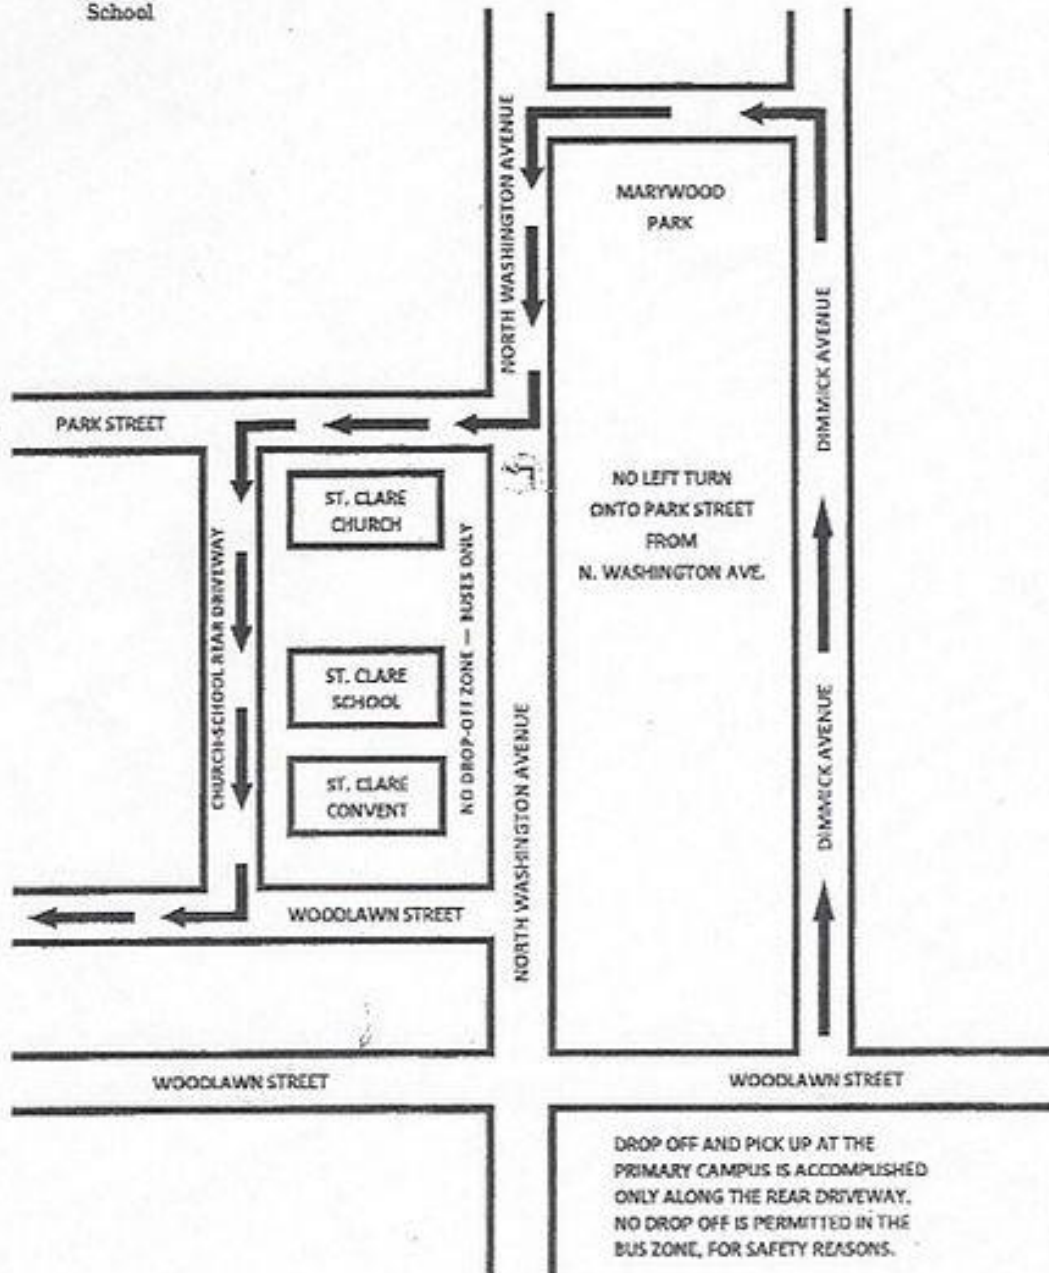 School
NORTH WASHINGTON AVENUE
MARYWOOD
PARK
DIMMICK AVENUE
PARK STREET
ST. CLARE
CHURCH
NO LEFT TURN
ONTO PARK STREET
FROM
N. WASHINGTON AVE.
CHURCH-SCHOOL REAR DRIVEWAY
NO DROP-OFF ZONE — BUSES ONLY
ST. CLARE
SCHOOL
ST. CLARE
CONVENT
NORTH WASHINGTON AVENUE
DIMMICK AVENUE
WOODLAWN STREET
WOODLAWN STREET
WOODLAWN STREET
DROP OFF AND PICK UP AT THE
PRIMARY CAMPUS IS ACCOMPLISHED
ONLY ALONG THE REAR DRIVEWAY.
NO DROP OFF IS PERMITTED IN THE
BUS ZONE, FOR SAFETY REASONS.